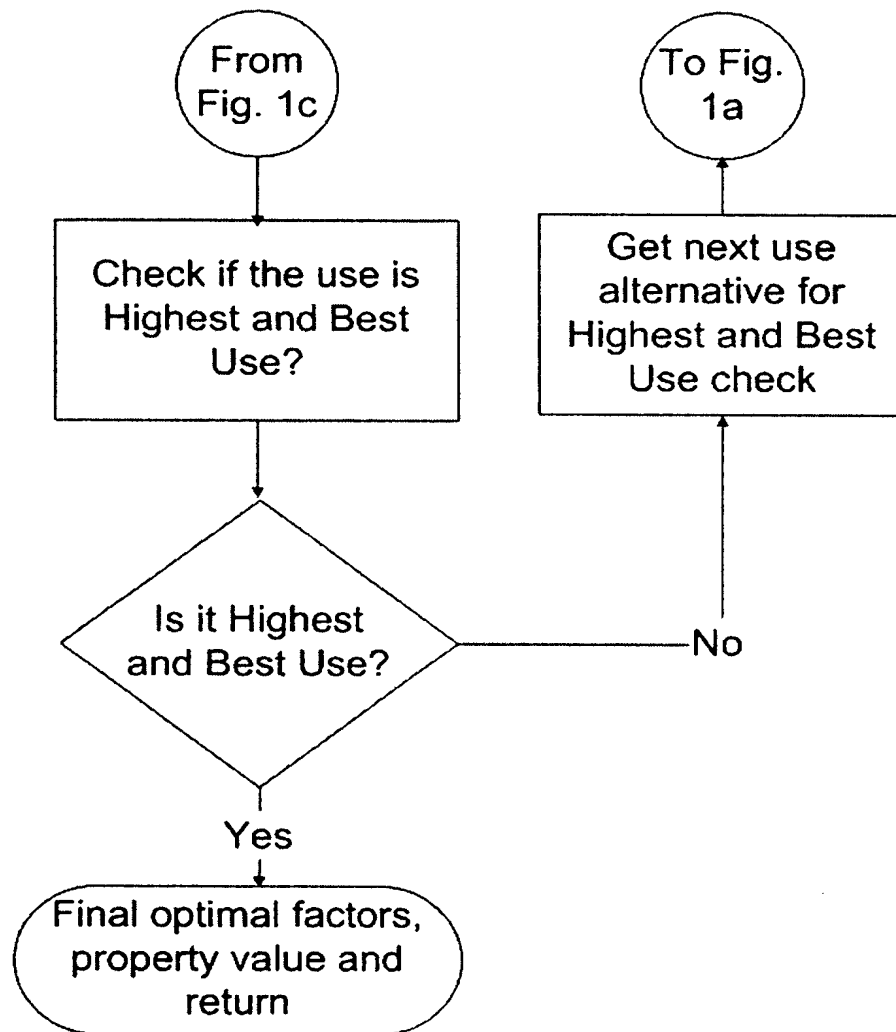 From
Fig. 1c
To Fig.
1a
Check if the use is
Highest and Best
Use?
Get next use
alternative for
Highest and Best
Use check
Is it Highest
and Best Use?
No
Yes
Final optimal factors,
property value and
return